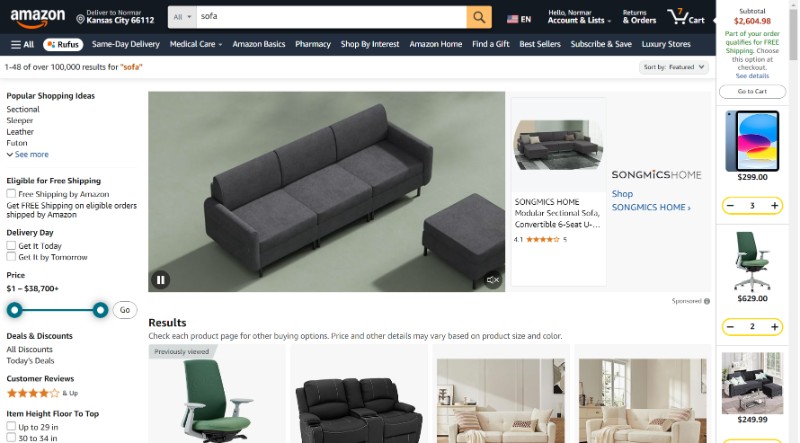 amazon
Deliver to Normar
Kansas City 66112
All
sofa
EN
Hello, Normar
Account & Lists
Returns
& Orders
7
Cart
All
Rufus
Same-Day Delivery
Medical Care
Amazon Basics
Pharmacy
Shop By Interest
Amazon Home
Find a Gift
Best Sellers
Subscribe & Save
Luxury Stores
1-48 of over 100,000 results for "sofa"
Sort by: Featured
Popular Shopping Ideas
Sectional
Sleeper
Leather
Futon
See more
Eligible for Free Shipping
Free Shipping by Amazon
Get FREE Shipping on eligible orders
shipped by Amazon
Delivery Day
Get It Today
Get It by Tomorrow
Price
$1 – $38,700+
Go
Deals & Discounts
All Discounts
Today's Deals
Customer Reviews
& Up
Item Height Floor To Top
Up to 29 in
30 to 34 in
SONGMICS HOME
Modular Sectional Sofa,
Convertible 6-Seat U-...
4.1
5
SONGMICSHOME
Shop
SONGMICS HOME ›
Sponsored
Results
Check each product page for other buying options. Price and other details may vary based on product size and color.
Previously viewed
Subtotal
$2,604.98
Part of your order
qualifies for FREE
Shipping. Choose
this option at
checkout.
See details
Go to Cart
$299.00
− 3 +
$629.00
− 2 +
$249.99